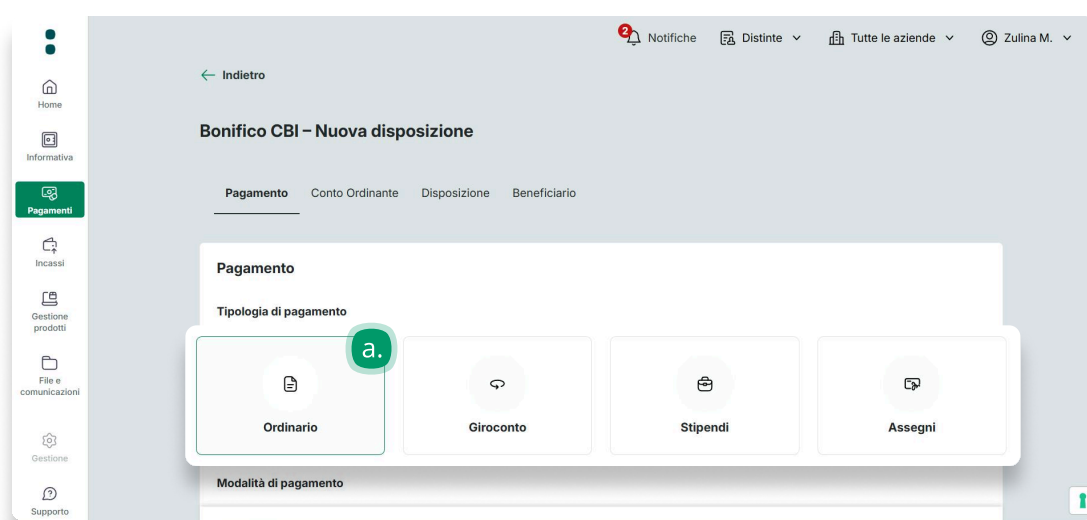 2
Notifiche
Distinte
Tutte le aziende
Zulina M.
Home
Informativa
Pagamenti
Incassi
Gestione
prodotti
File e
comunicazioni
Gestione
Supporto
Indietro
Bonifico CBI – Nuova disposizione
Pagamento Conto Ordinante Disposizione Beneficiario
Pagamento
Tipologia di pagamento
a.
Ordinario
Giroconto
Stipendi
Assegni
Modalità di pagamento